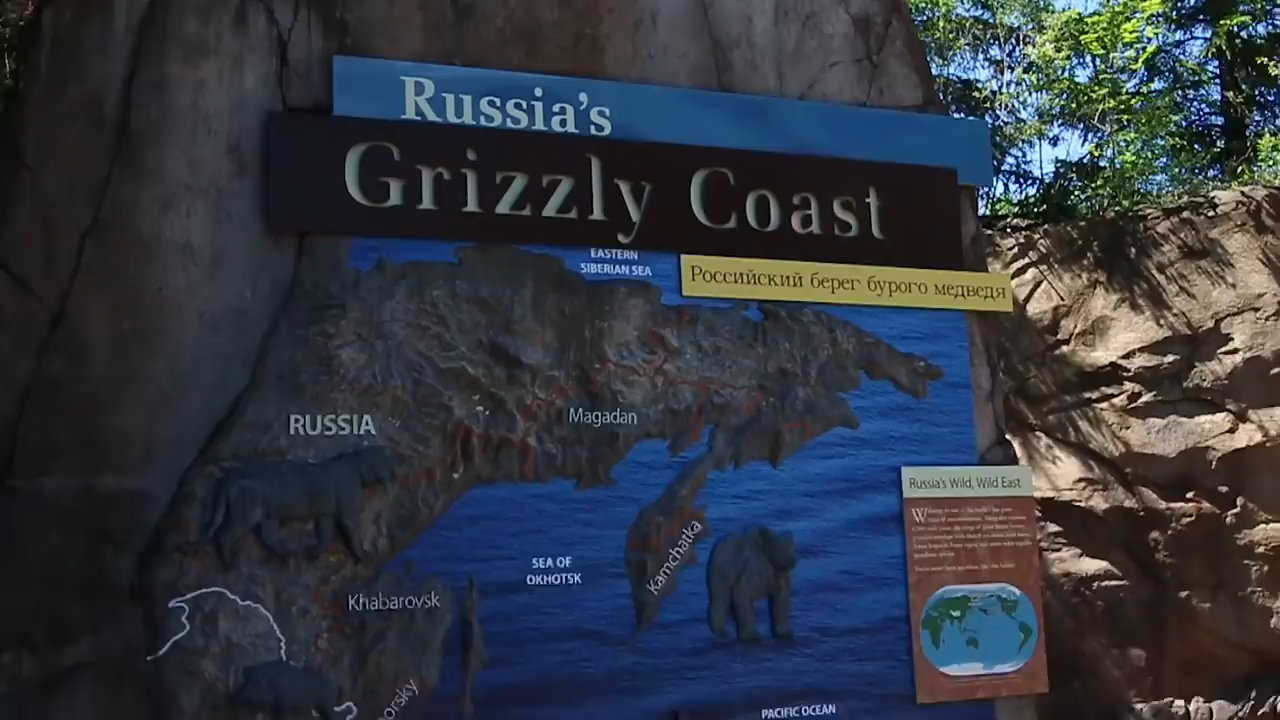 Russia's
Grizzly Coast
Российский берег бурого медведя
EASTERN
SIBERIAN SEA
RUSSIA
Magadan
Kamchatka
SEA OF
OKHOTSK
Khabarovsk
PACIFIC OCEAN
Russia's Wild, Wild East